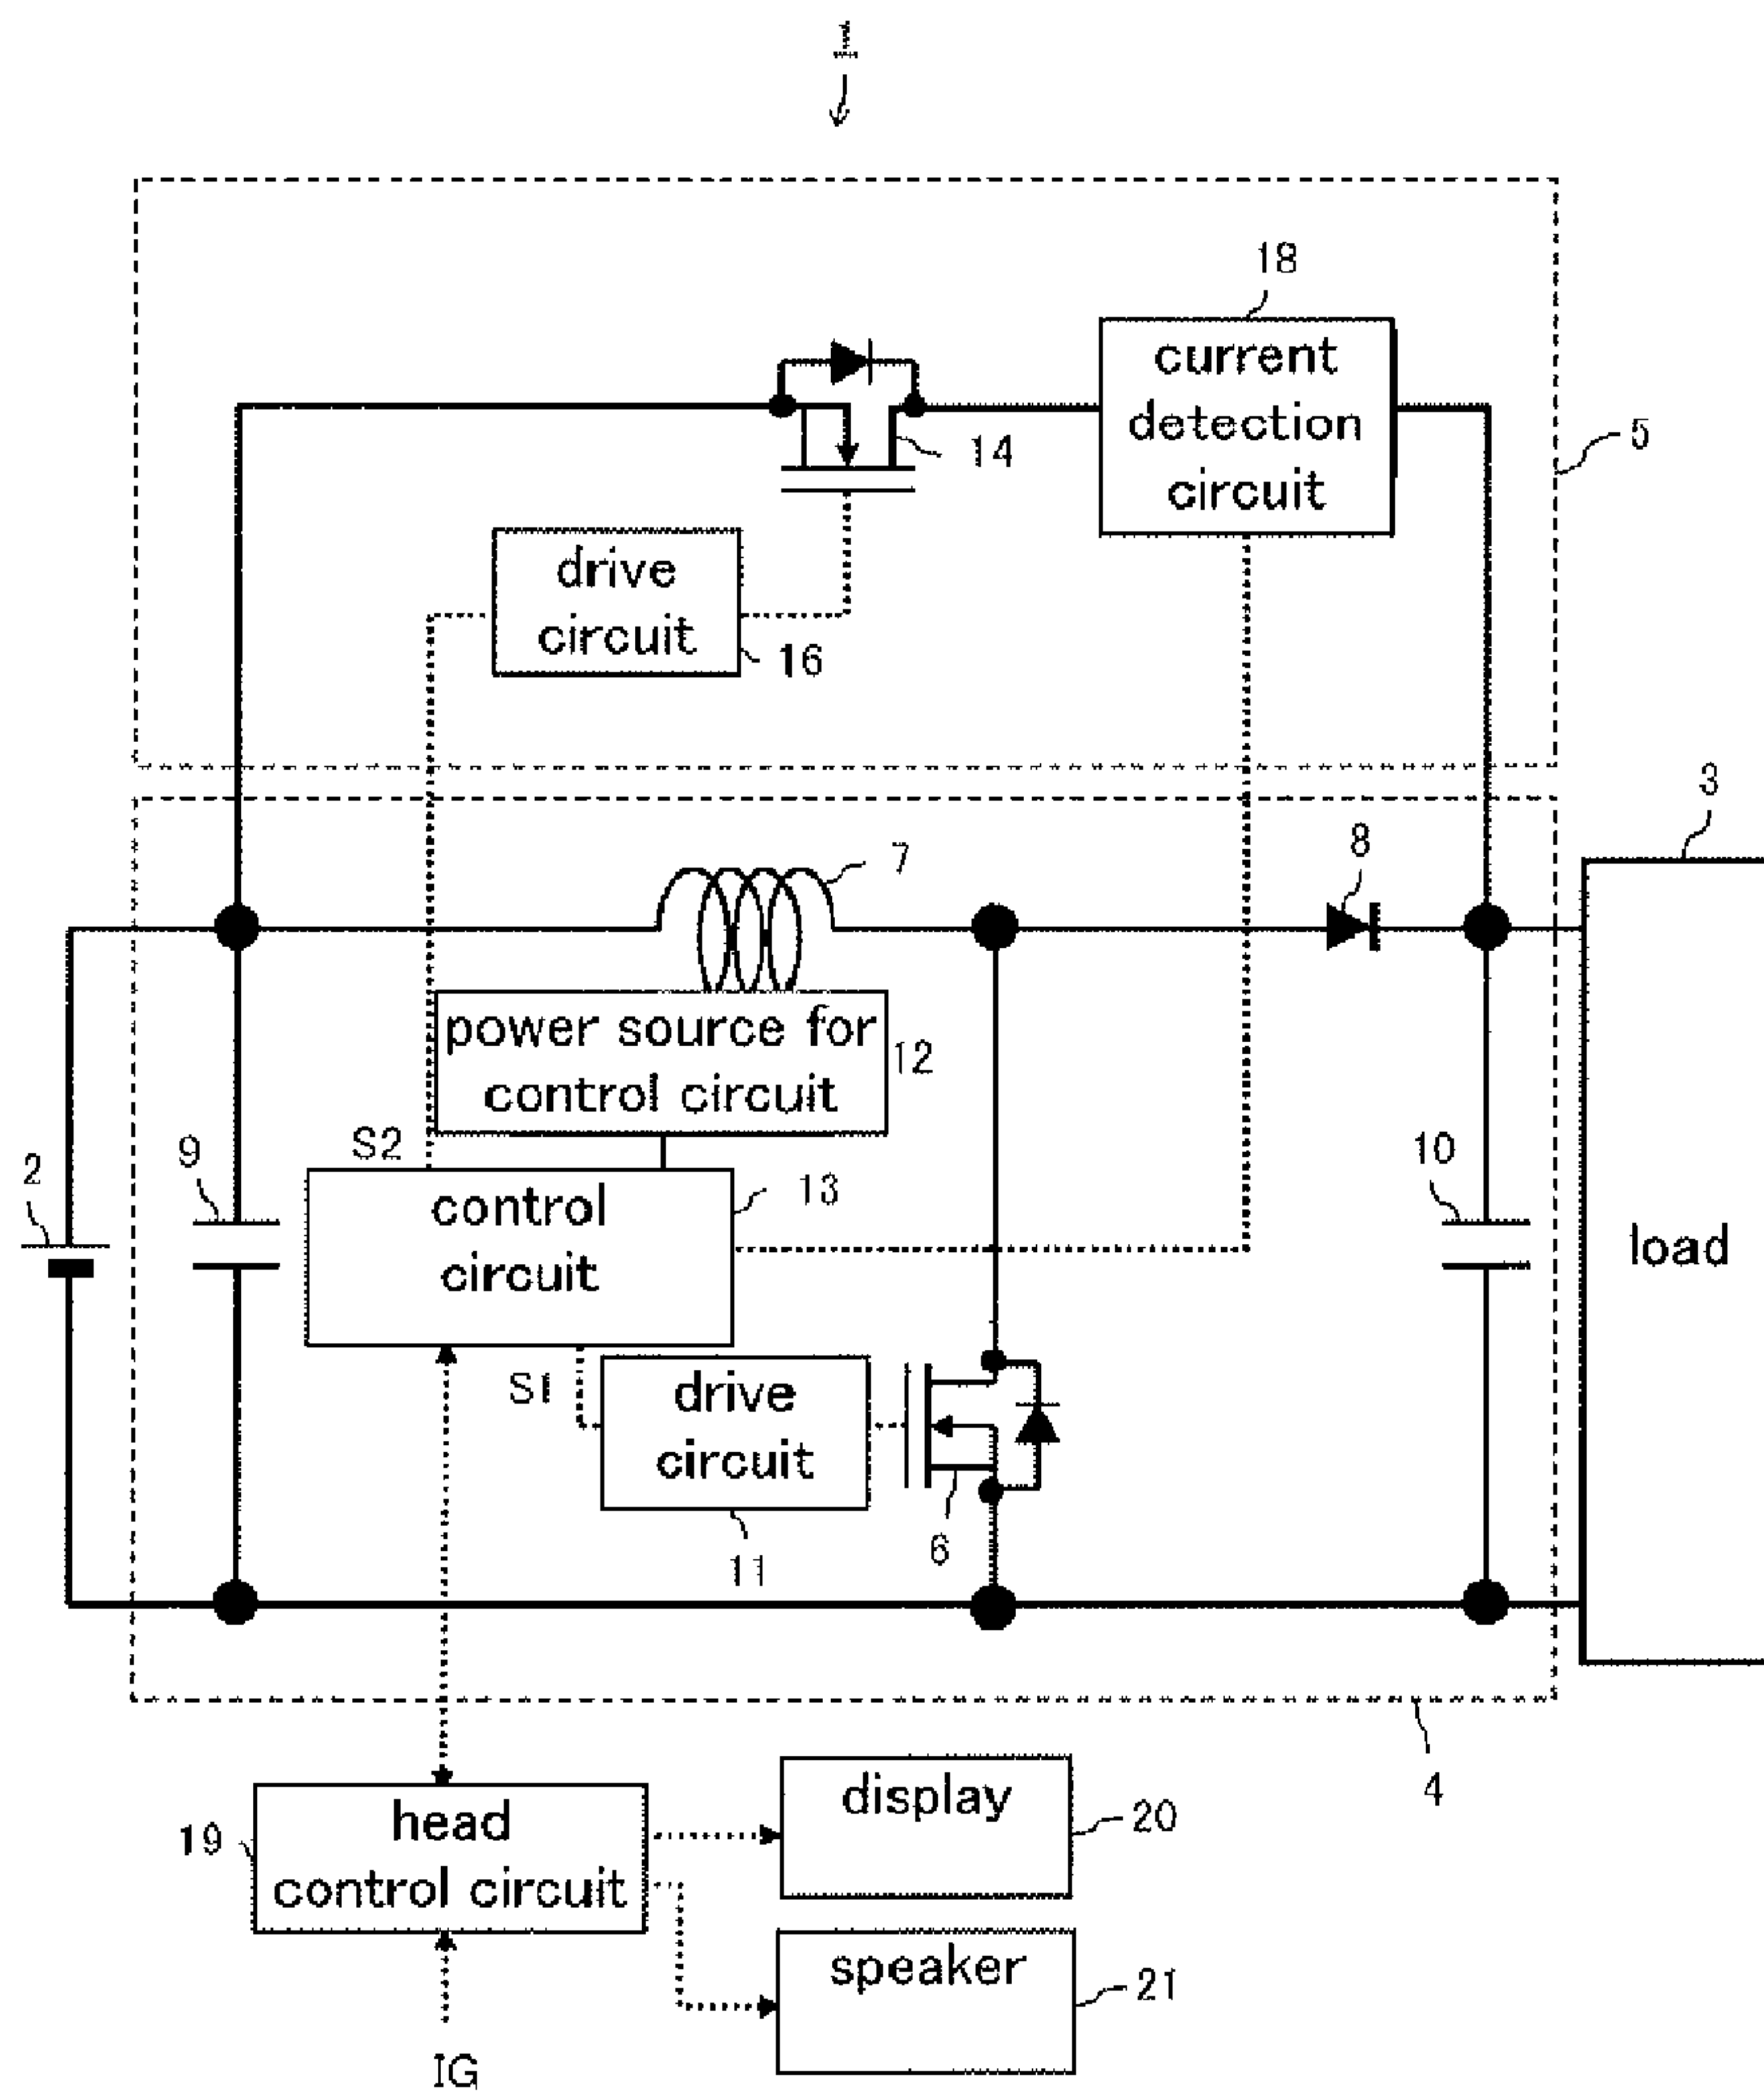 1
18
current
detection
circuit
14
5
drive
circuit
16
3
8
7
power source for
control circuit
12
S2
9
10
2
13
control
circuit
load
S1
drive
circuit
6
11
4
display
20
head
control circuit
19
speaker
21
IG